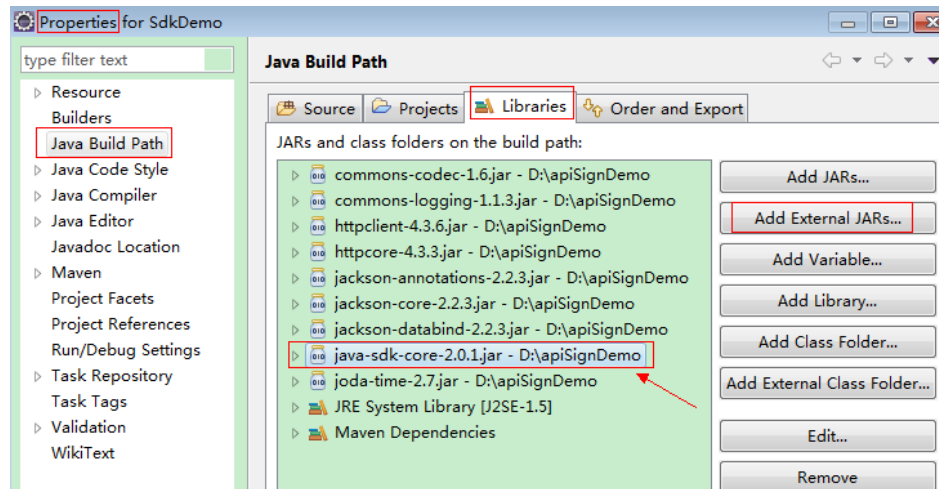 Properties for SdkDemo
type filter text
Resource
Builders
Java Build Path
Java Code Style
Java Compiler
Java Editor
Javadoc Location
Maven
Project Facets
Project References
Run/Debug Settings
Task Repository
Task Tags
Validation
WikiText
Java Build Path
Source Projects Libraries Order and Export
JARs and class folders on the build path:
commons-codec-1.6.jar - D:\apiSignDemo
commons-logging-1.1.3.jar - D:\apiSignDemo
httpclient-4.3.6.jar - D:\apiSignDemo
httpcore-4.3.3.jar - D:\apiSignDemo
jackson-annotations-2.2.3.jar - D:\apiSignDemo
jackson-core-2.2.3.jar - D:\apiSignDemo
jackson-databind-2.2.3.jar - D:\apiSignDemo
java-sdk-core-2.0.1.jar - D:\apiSignDemo
joda-time-2.7.jar - D:\apiSignDemo
JRE System Library [J2SE-1.5]
Maven Dependencies
Add JARs...
Add External JARs...
Add Variable...
Add Library...
Add Class Folder...
Add External Class Folder...
Edit...
Remove